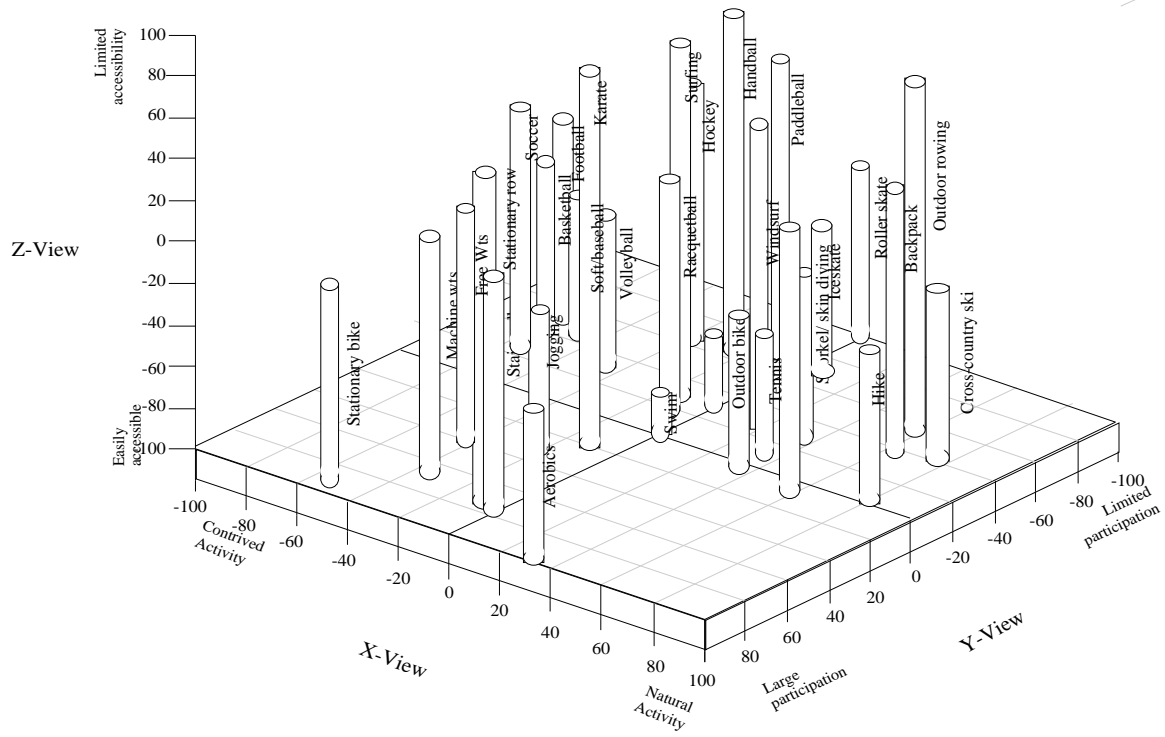 Limited
accessibility
100
80
60
40
20
0
-20
-40
-60
-80
-100
Easily
accessible
Z-View
Surfing
Hockey
Handball
Paddleball
Karate
Soccer
Football
Basketball
Stationary row
Soft/baseball
Volleyball
Racquetball
Windsurf
Roller skate
Backpack
Outdoor rowing
Iceskate
Machine wts
Free Wts
Jogging
Stationary bike
Swim
Outdoor bike
Tennis
skin diving
Hike
Cross-country ski
Aerobics
-100
-80
-60
-40
-20
0
20
40
60
80
100
Contrived
Activity
X-View
Natural
Activity
80
60
40
20
0
-20
-40
-60
-80
-100
Large
participation
Y-View
Limited
participation